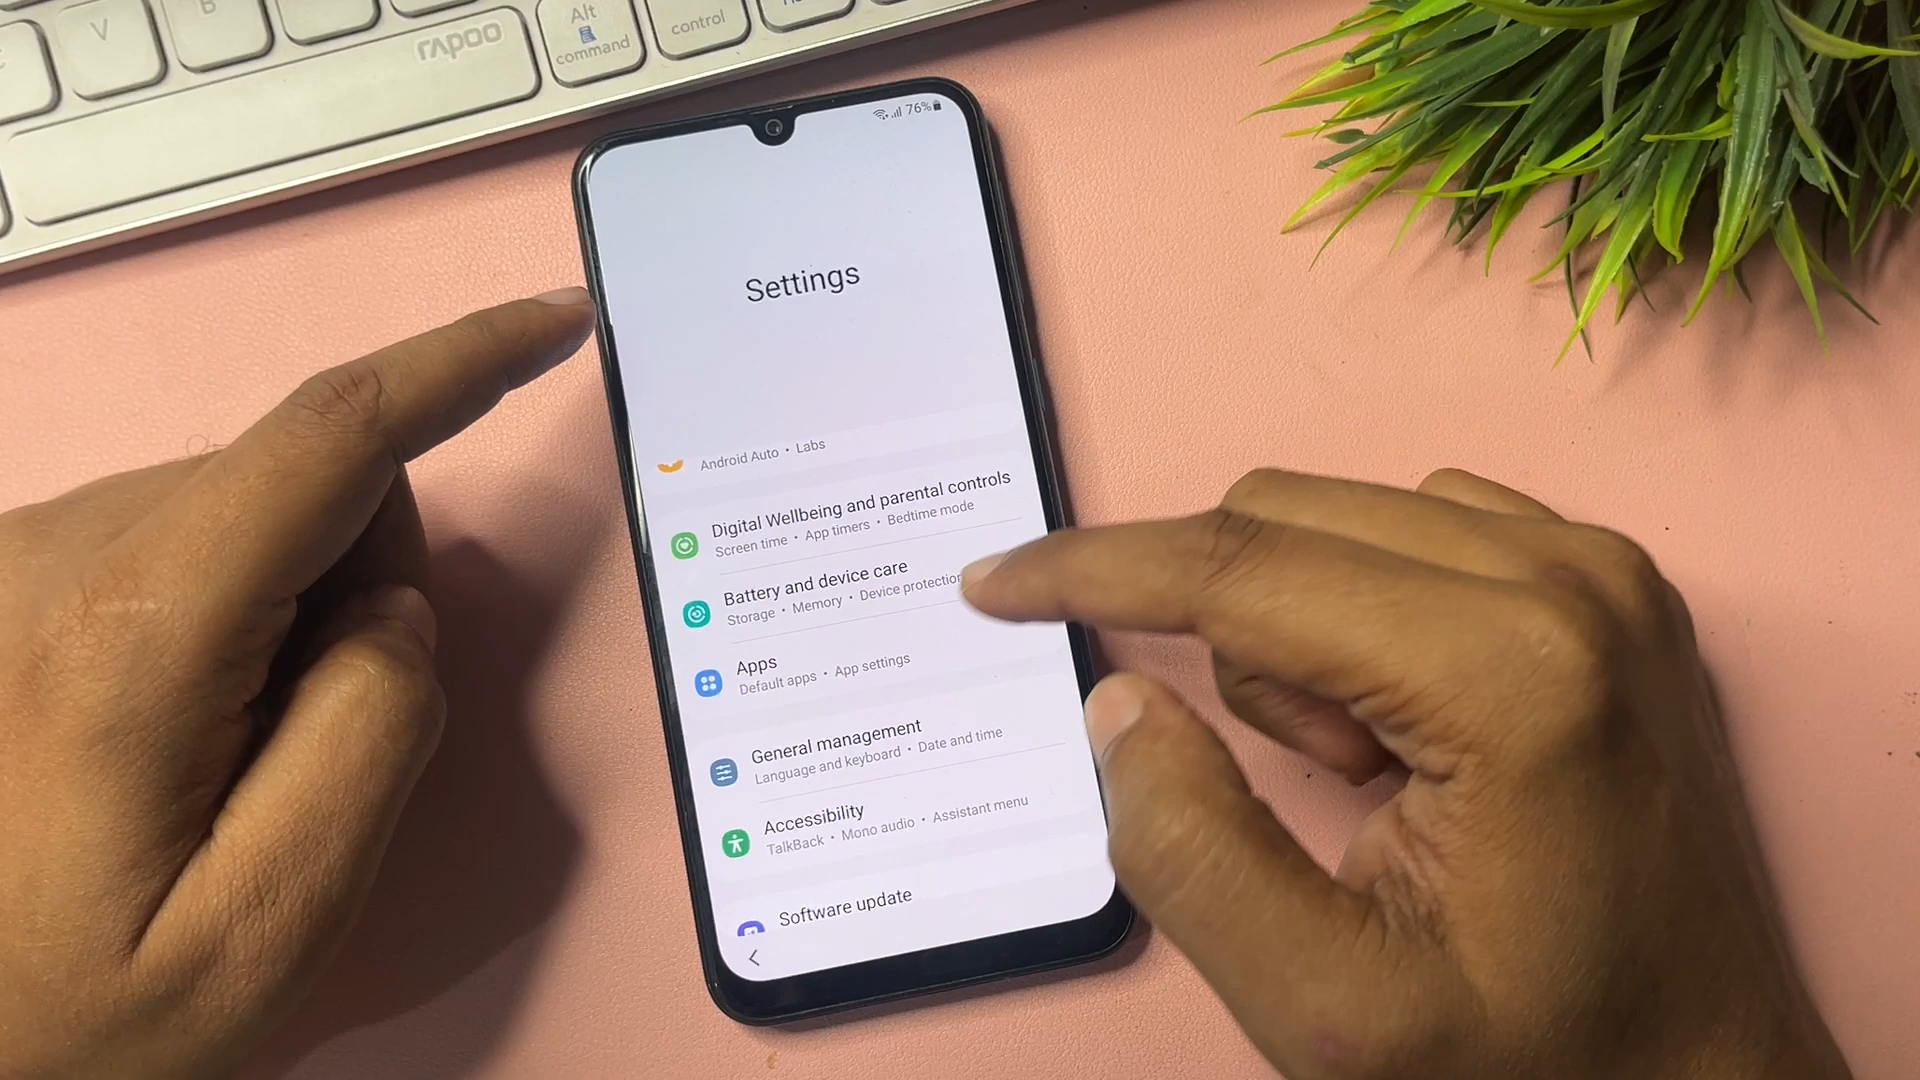 V
B
rapoo
Alt
command
control
76%
Settings
Android Auto • Labs
Digital Wellbeing and parental controls
Screen time • App timers • Bedtime mode
Battery and device care
Storage • Memory • Device protection
Apps
Default apps • App settings
General management
Language and keyboard • Date and time
Accessibility
TalkBack • Mono audio • Assistant menu
Software update